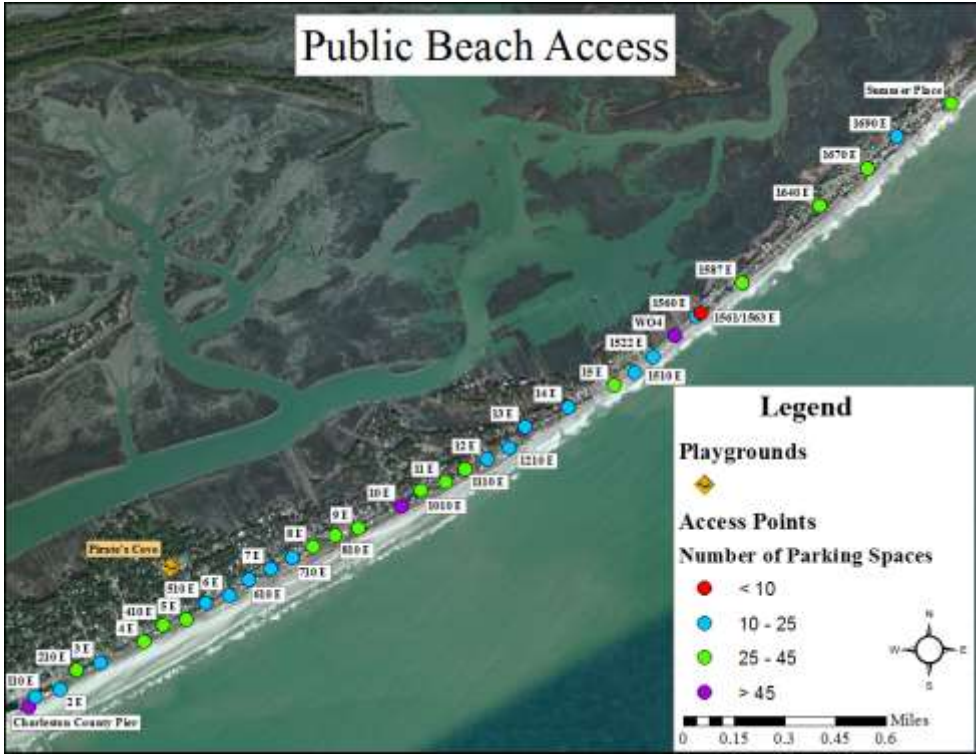 Public Beach Access
Summer Place
1690 E
1670 E
1640 E
1587 E
1560 E
1561/1563 E
WO4
1522 E
1510 E
15 E
14 E
13 E
1210 E
12 E
1110 E
11 E
1010 E
10 E
9 E
810 E
8 E
710 E
7 E
610 E
6 E
Pirate's Cove
510 E
5 E
410 E
4 E
3 E
210 E
2 E
110 E
Charleston County Pier
Legend
Playgrounds
Access Points
Number of Parking Spaces
< 10
10 - 25
25 - 45
> 45
N
W E
S
Miles
0 0.15 0.3 0.45 0.6